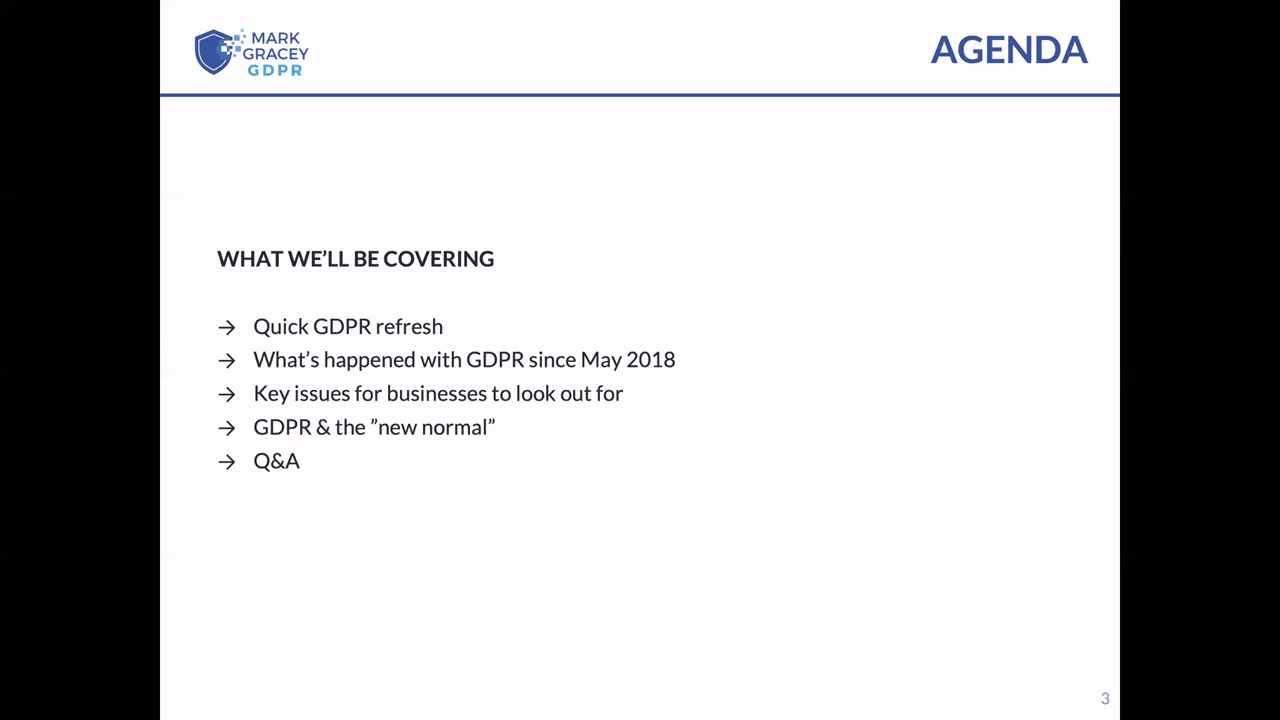 MARK
GRACEY
GDPR
AGENDA
WHAT WE’LL BE COVERING
→ Quick GDPR refresh
→ What’s happened with GDPR since May 2018
→ Key issues for businesses to look out for
→ GDPR & the ”new normal”
→ Q&A
3